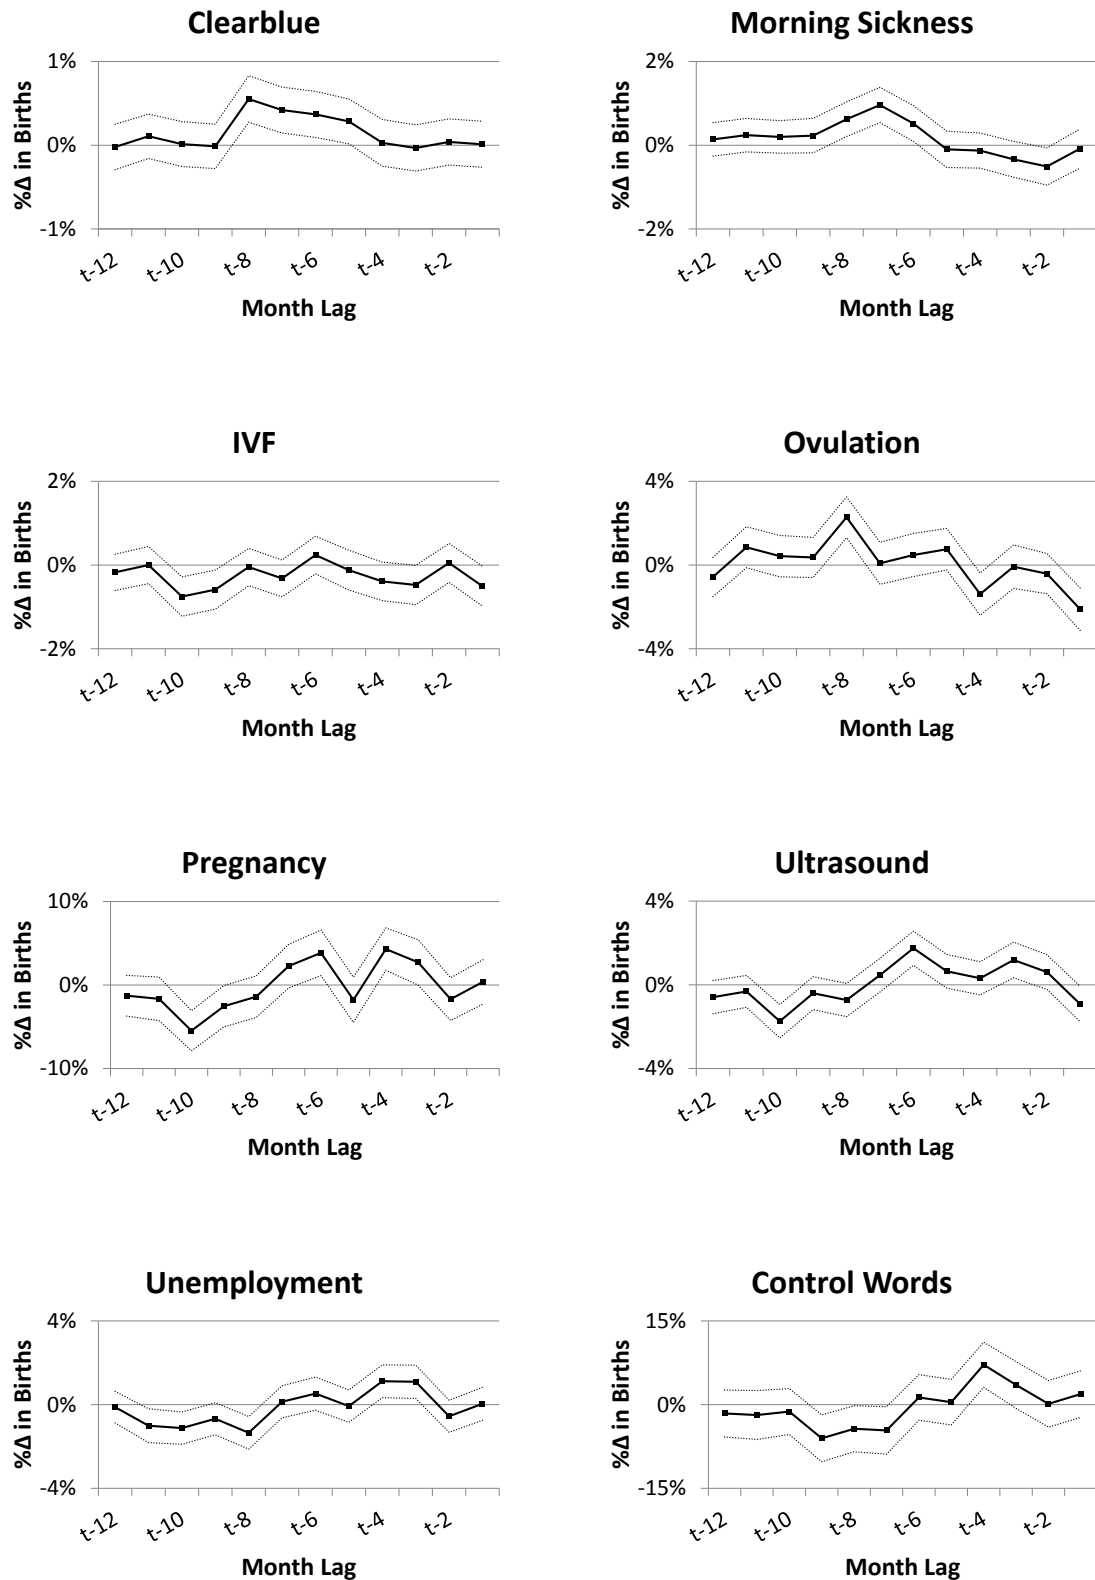 Clearblue
1%
0%
-1%
%Δ in Births
t-12 t-10 t-8 t-6 t-4 t-2
Month Lag
Morning Sickness
2%
0%
-2%
%Δ in Births
t-12 t-10 t-8 t-6 t-4 t-2
Month Lag
IVF
2%
0%
-2%
%Δ in Births
t-12 t-10 t-8 t-6 t-4 t-2
Month Lag
Ovulation
4%
0%
-4%
%Δ in Births
t-12 t-10 t-8 t-6 t-4 t-2
Month Lag
Pregnancy
10%
0%
-10%
%Δ in Births
t-12 t-10 t-8 t-6 t-4 t-2
Month Lag
Ultrasound
4%
0%
-4%
%Δ in Births
t-12 t-10 t-8 t-6 t-4 t-2
Month Lag
Unemployment
4%
0%
-4%
%Δ in Births
t-12 t-10 t-8 t-6 t-4 t-2
Month Lag
Control Words
15%
0%
-15%
%Δ in Births
t-12 t-10 t-8 t-6 t-4 t-2
Month Lag